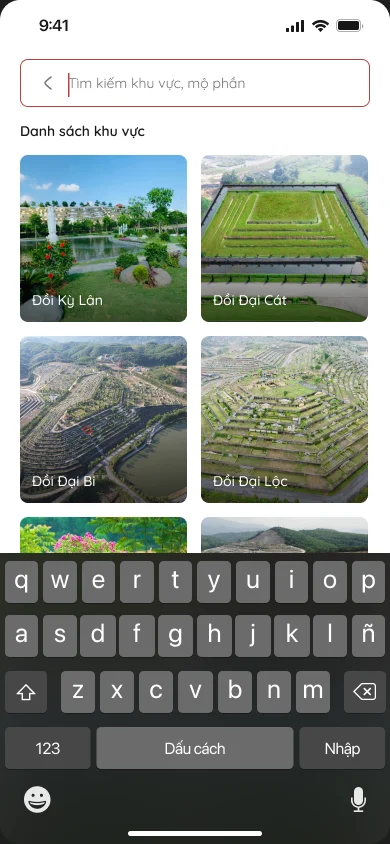 9:41
Tìm kiếm khu vực, mộ phần
Danh sách khu vực
Đồi Kỳ Lân
Đồi Đại Cát
Đồi Đại Bi
Đồi Đại Lộc
q w e r t y u i o p
a s d f g h j k l ñ
z x c v b n m
123 Dấu cách Nhập